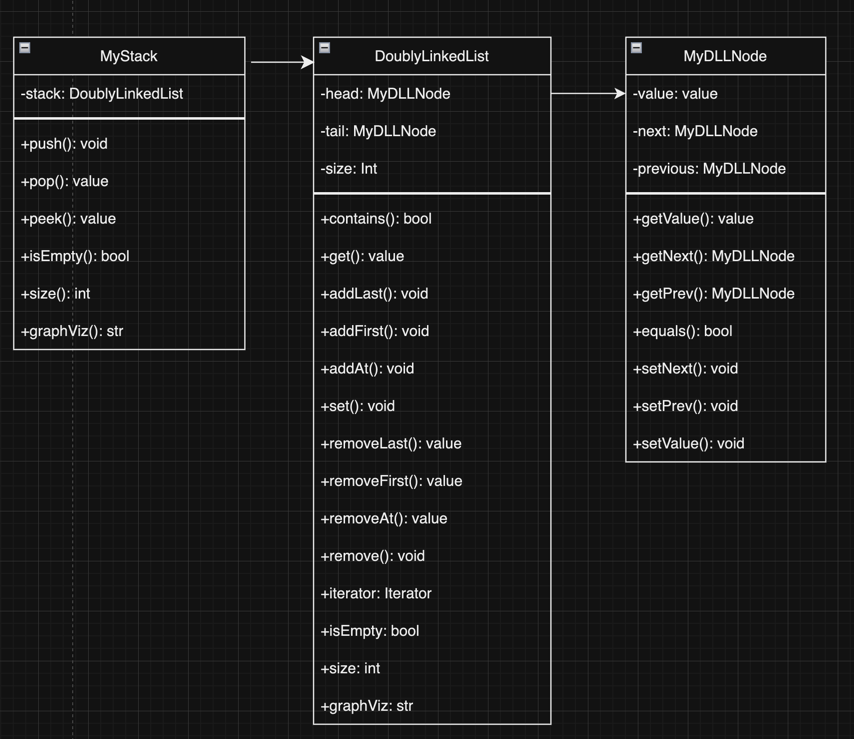 MyStack
-stack: DoublyLinkedList
+push(): void
+pop(): value
+peek(): value
+isEmpty(): bool
+size(): int
+graphViz(): str
DoublyLinkedList
-head: MyDLLNode
-tail: MyDLLNode
-size: Int
+contains(): bool
+get(): value
+addLast(): void
+addFirst(): void
+addAt(): void
+set(): void
+removeLast(): value
+removeFirst(): value
+removeAt(): value
+remove(): void
+iterator: Iterator
+isEmpty: bool
+size: int
+graphViz: str
MyDLLNode
-value: value
-next: MyDLLNode
-previous: MyDLLNode
+getValue(): value
+getNext(): MyDLLNode
+getPrev(): MyDLLNode
+equals(): bool
+setNext(): void
+setPrev(): void
+setValue(): void